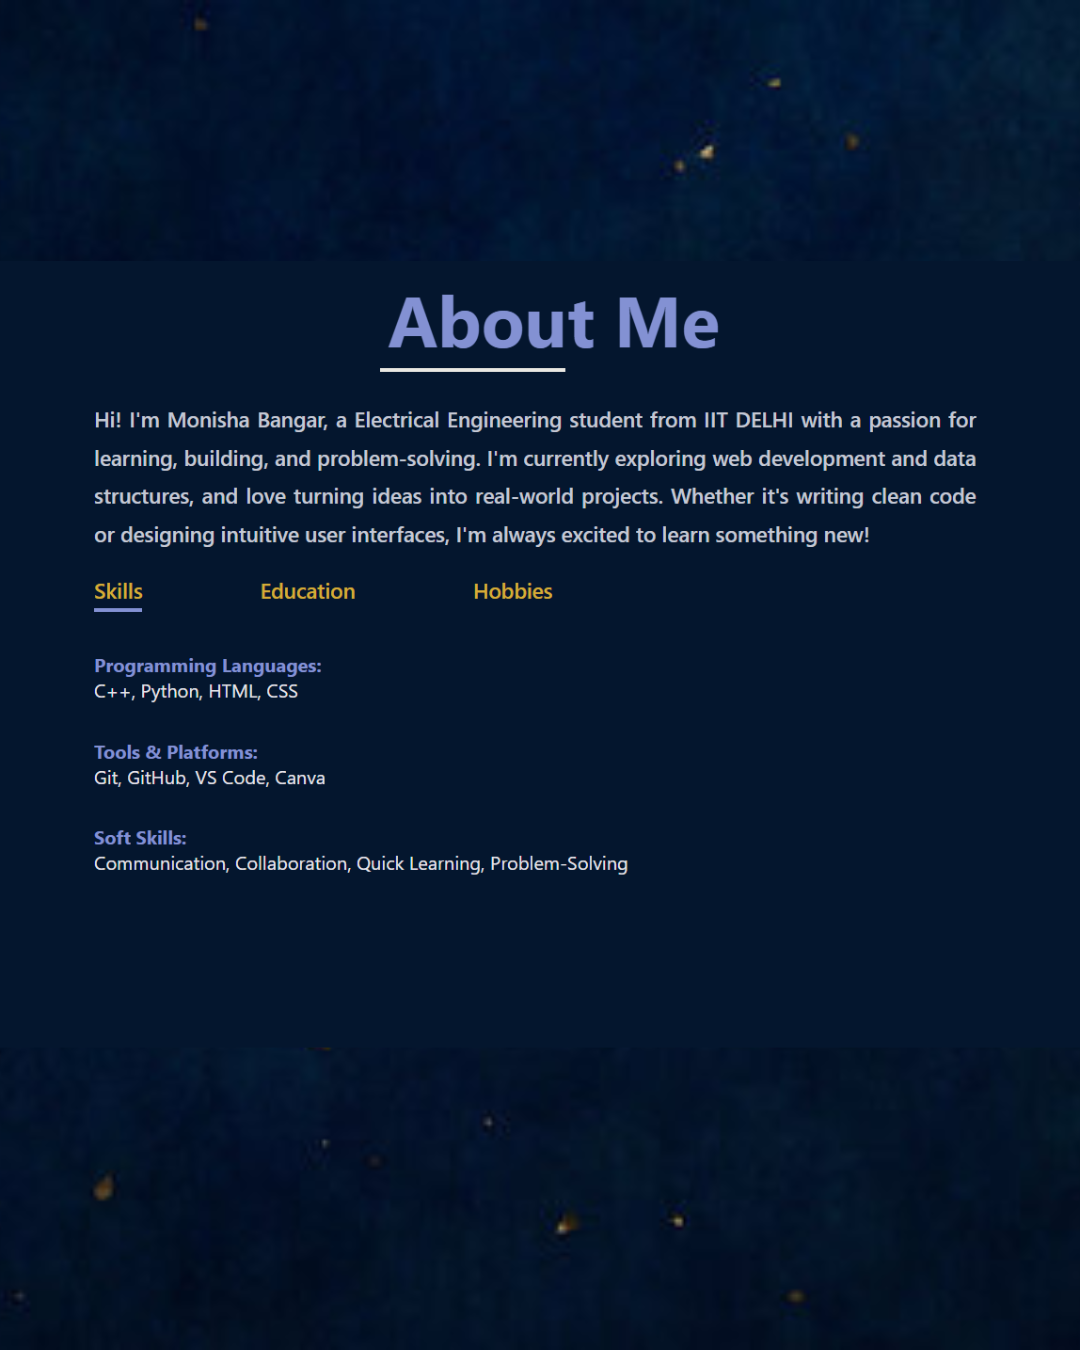 About Me
Hi! I'm Monisha Bangar, a Electrical Engineering student from IIT DELHI with a passion for
learning, building, and problem-solving. I'm currently exploring web development and data
structures, and love turning ideas into real-world projects. Whether it's writing clean code
or designing intuitive user interfaces, I'm always excited to learn something new!
Skills Education Hobbies
Programming Languages:
C++, Python, HTML, CSS
Tools & Platforms:
Git, GitHub, VS Code, Canva
Soft Skills:
Communication, Collaboration, Quick Learning, Problem-Solving